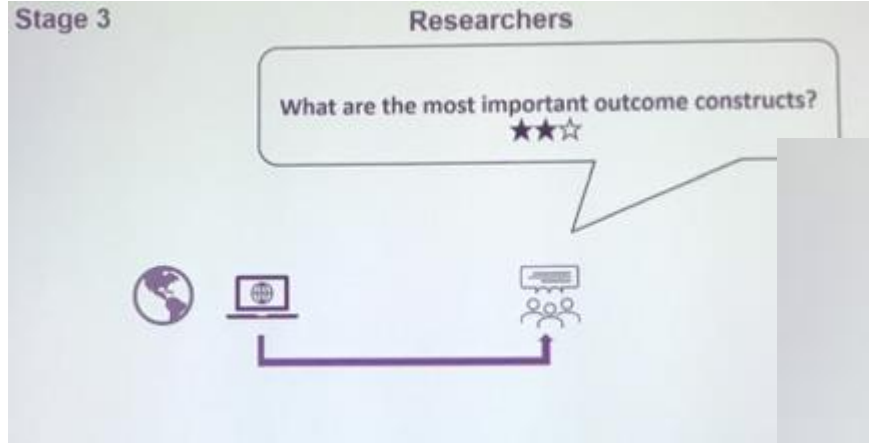 Stage 3
Researchers
What are the most important outcome constructs?